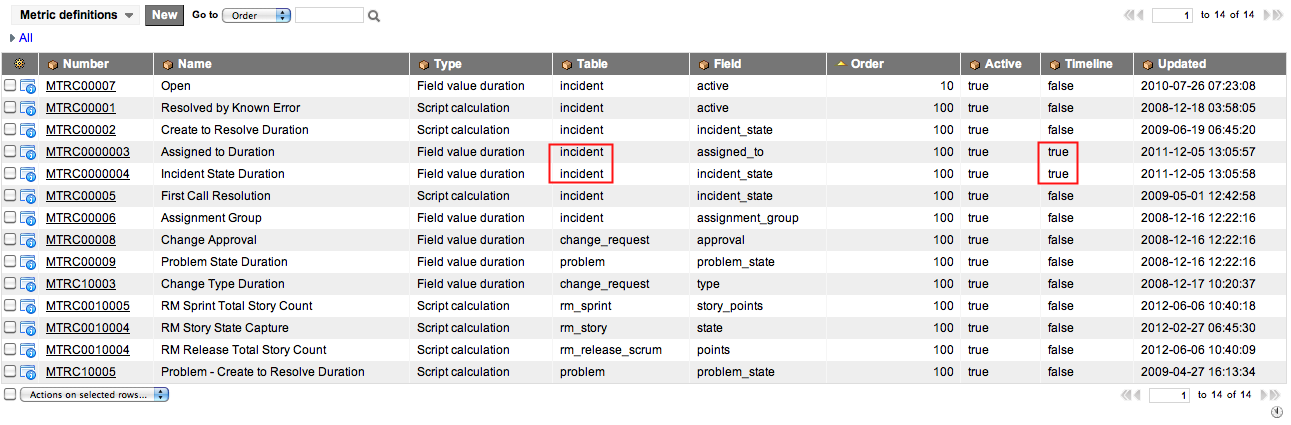 Metric definitions New Go to Order 1 to 14 of 14
All
Number Name Type Table Field Order Active Timeline Updated
MTRC00007 Open Field value duration incident active 10 true false 2010-07-26 07:23:08
MTRC00001 Resolved by Known Error Script calculation incident active 100 true false 2008-12-18 03:58:05
MTRC00002 Create to Resolve Duration Script calculation incident incident_state 100 true false 2009-06-19 06:45:20
MTRC0000003 Assigned to Duration Field value duration incident assigned_to 100 true true 2011-12-05 13:05:57
MTRC0000004 Incident State Duration Field value duration incident incident_state 100 true true 2011-12-05 13:05:58
MTRC00005 First Call Resolution Script calculation incident incident_state 100 true false 2009-05-01 12:42:58
MTRC00006 Assignment Group Field value duration incident assignment_group 100 true false 2008-12-16 12:22:16
MTRC00008 Change Approval Field value duration change_request approval 100 true false 2008-12-16 12:22:16
MTRC00009 Problem State Duration Field value duration problem problem_state 100 true false 2008-12-16 12:22:16
MTRC10003 Change Type Duration Field value duration change_request type 100 true false 2008-12-17 10:20:37
MTRC0010005 RM Sprint Total Story Count Script calculation rm_sprint story_points 100 true false 2012-06-06 10:40:18
MTRC0010004 RM Story State Capture Script calculation rm_story state 100 true false 2012-02-27 06:45:30
MTRC0010004 RM Release Total Story Count Script calculation rm_release_scrum points 100 true false 2012-06-06 10:40:09
MTRC10005 Problem - Create to Resolve Duration Script calculation problem problem_state 100 true false 2009-04-27 16:13:34
Actions on selected rows... 1 to 14 of 14